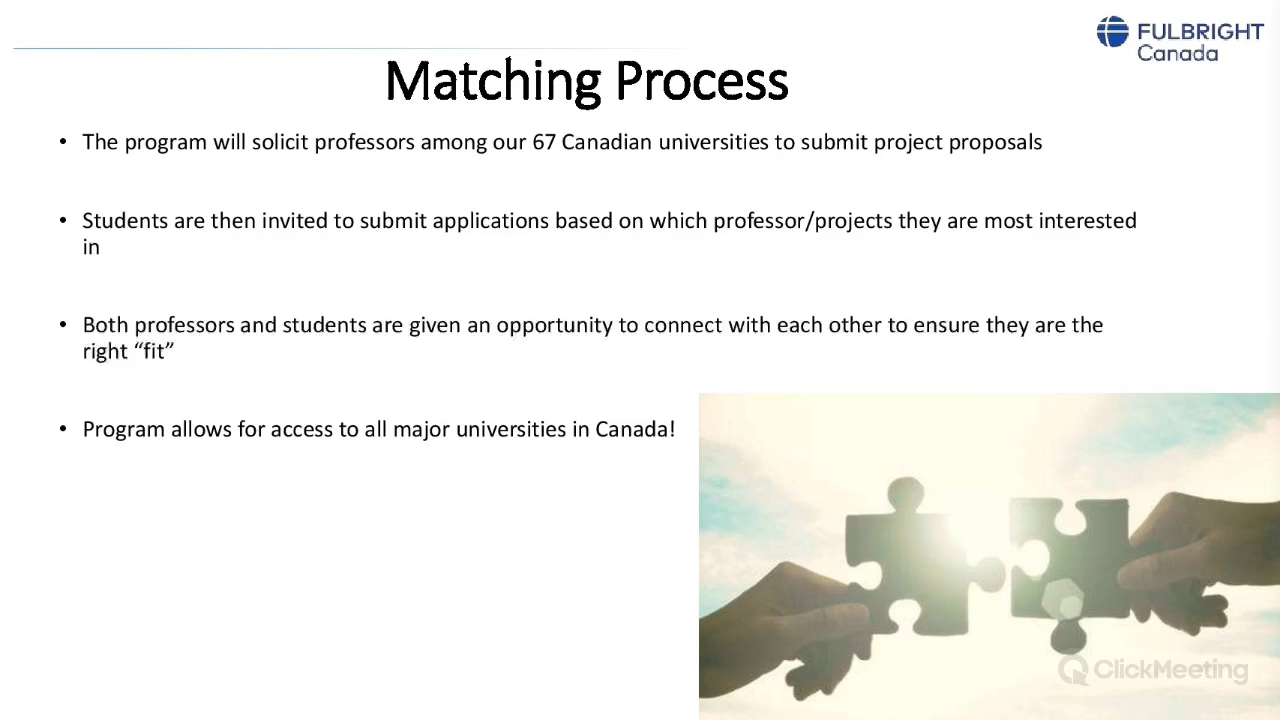 FULBRIGHT
Canada
Matching Process
• The program will solicit professors among our 67 Canadian universities to submit project proposals
• Students are then invited to submit applications based on which professor/projects they are most interested
in
• Both professors and students are given an opportunity to connect with each other to ensure they are the
right “fit”
• Program allows for access to all major universities in Canada!
ClickMeeting